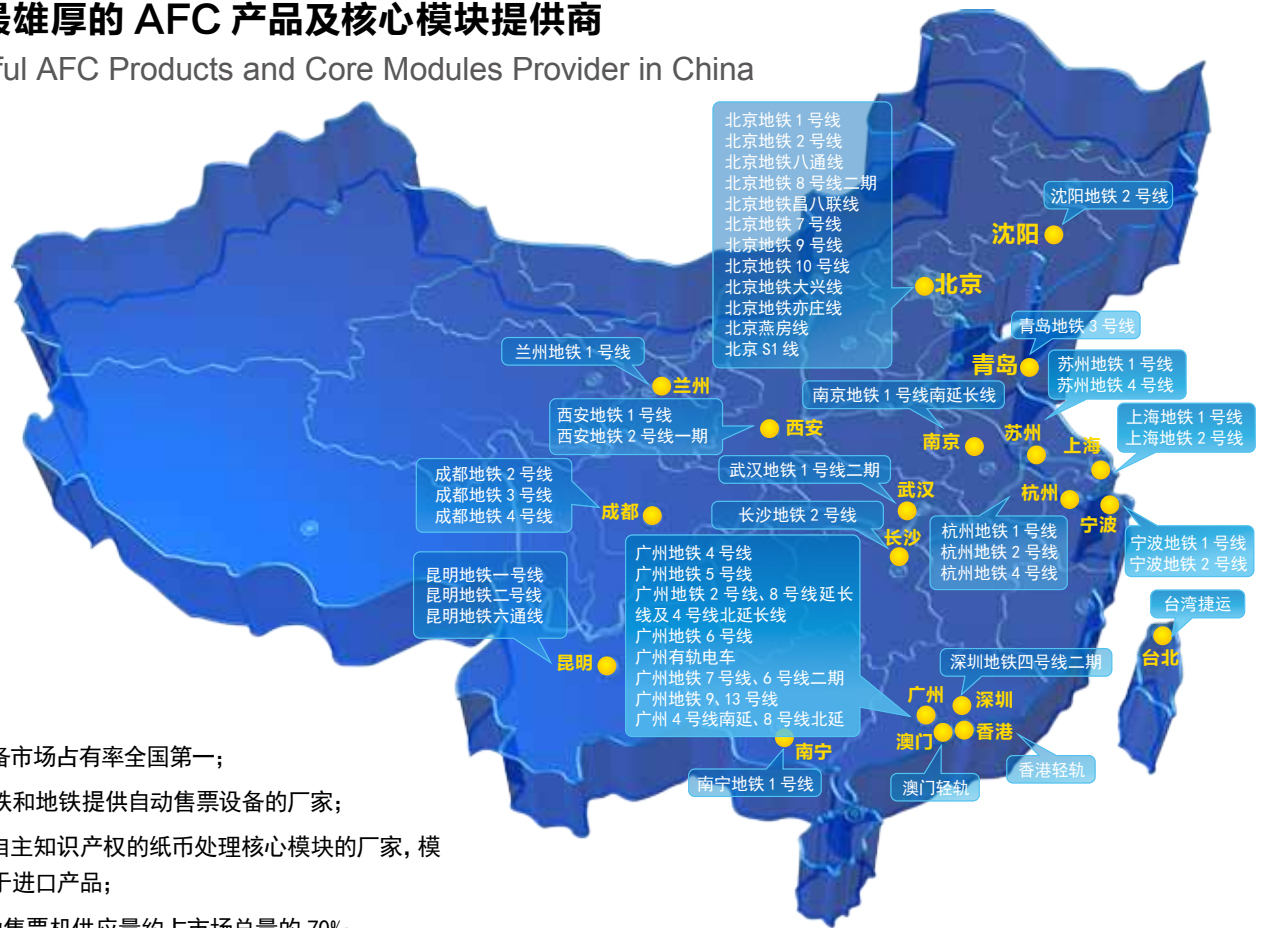 雄厚的 AFC 产品及核心模块提供商
ful AFC Products and Core Modules Provider in China
北京地铁 1 号线
北京地铁 2 号线
北京地铁八通线
北京地铁 8 号线二期
北京地铁昌八联线
北京地铁 7 号线
北京地铁 9 号线
北京地铁 10 号线
北京地铁大兴线
北京地铁亦庄线
北京燕房线
北京 S1 线
沈阳地铁 2 号线
沈阳
北京
青岛地铁 3 号线
青岛
兰州地铁 1 号线
兰州
苏州地铁 1 号线
苏州地铁 4 号线
南京地铁 1 号线南延长线
西安地铁 1 号线
西安地铁 2 号线一期
西安
南京
苏州
上海
上海地铁 1 号线
上海地铁 2 号线
成都地铁 2 号线
成都地铁 3 号线
成都地铁 4 号线
成都
武汉地铁 1 号线二期
武汉
杭州
宁波
长沙地铁 2 号线
长沙
杭州地铁 1 号线
杭州地铁 2 号线
杭州地铁 4 号线
宁波地铁 1 号线
宁波地铁 2 号线
昆明地铁一号线
昆明地铁二号线
昆明地铁六通线
昆明
广州地铁 4 号线
广州地铁 5 号线
广州地铁 2 号线、8 号线延长
线及 4 号线北延长线
广州地铁 6 号线
广州有轨电车
广州地铁 7 号线、6 号线二期
广州地铁 9、13 号线
广州 4 号线南延、8 号线北延
台湾捷运
台北
深圳地铁四号线二期
广州
深圳
澳门
香港
南宁
南宁地铁 1 号线
澳门轻轨
香港轻轨
备市场占有率全国第一；
铁和地铁提供自动售票设备的厂家；
自主知识产权的纸币处理核心模块的厂家，模
于进口产品；
售票机供应量约占市场总量的 70%